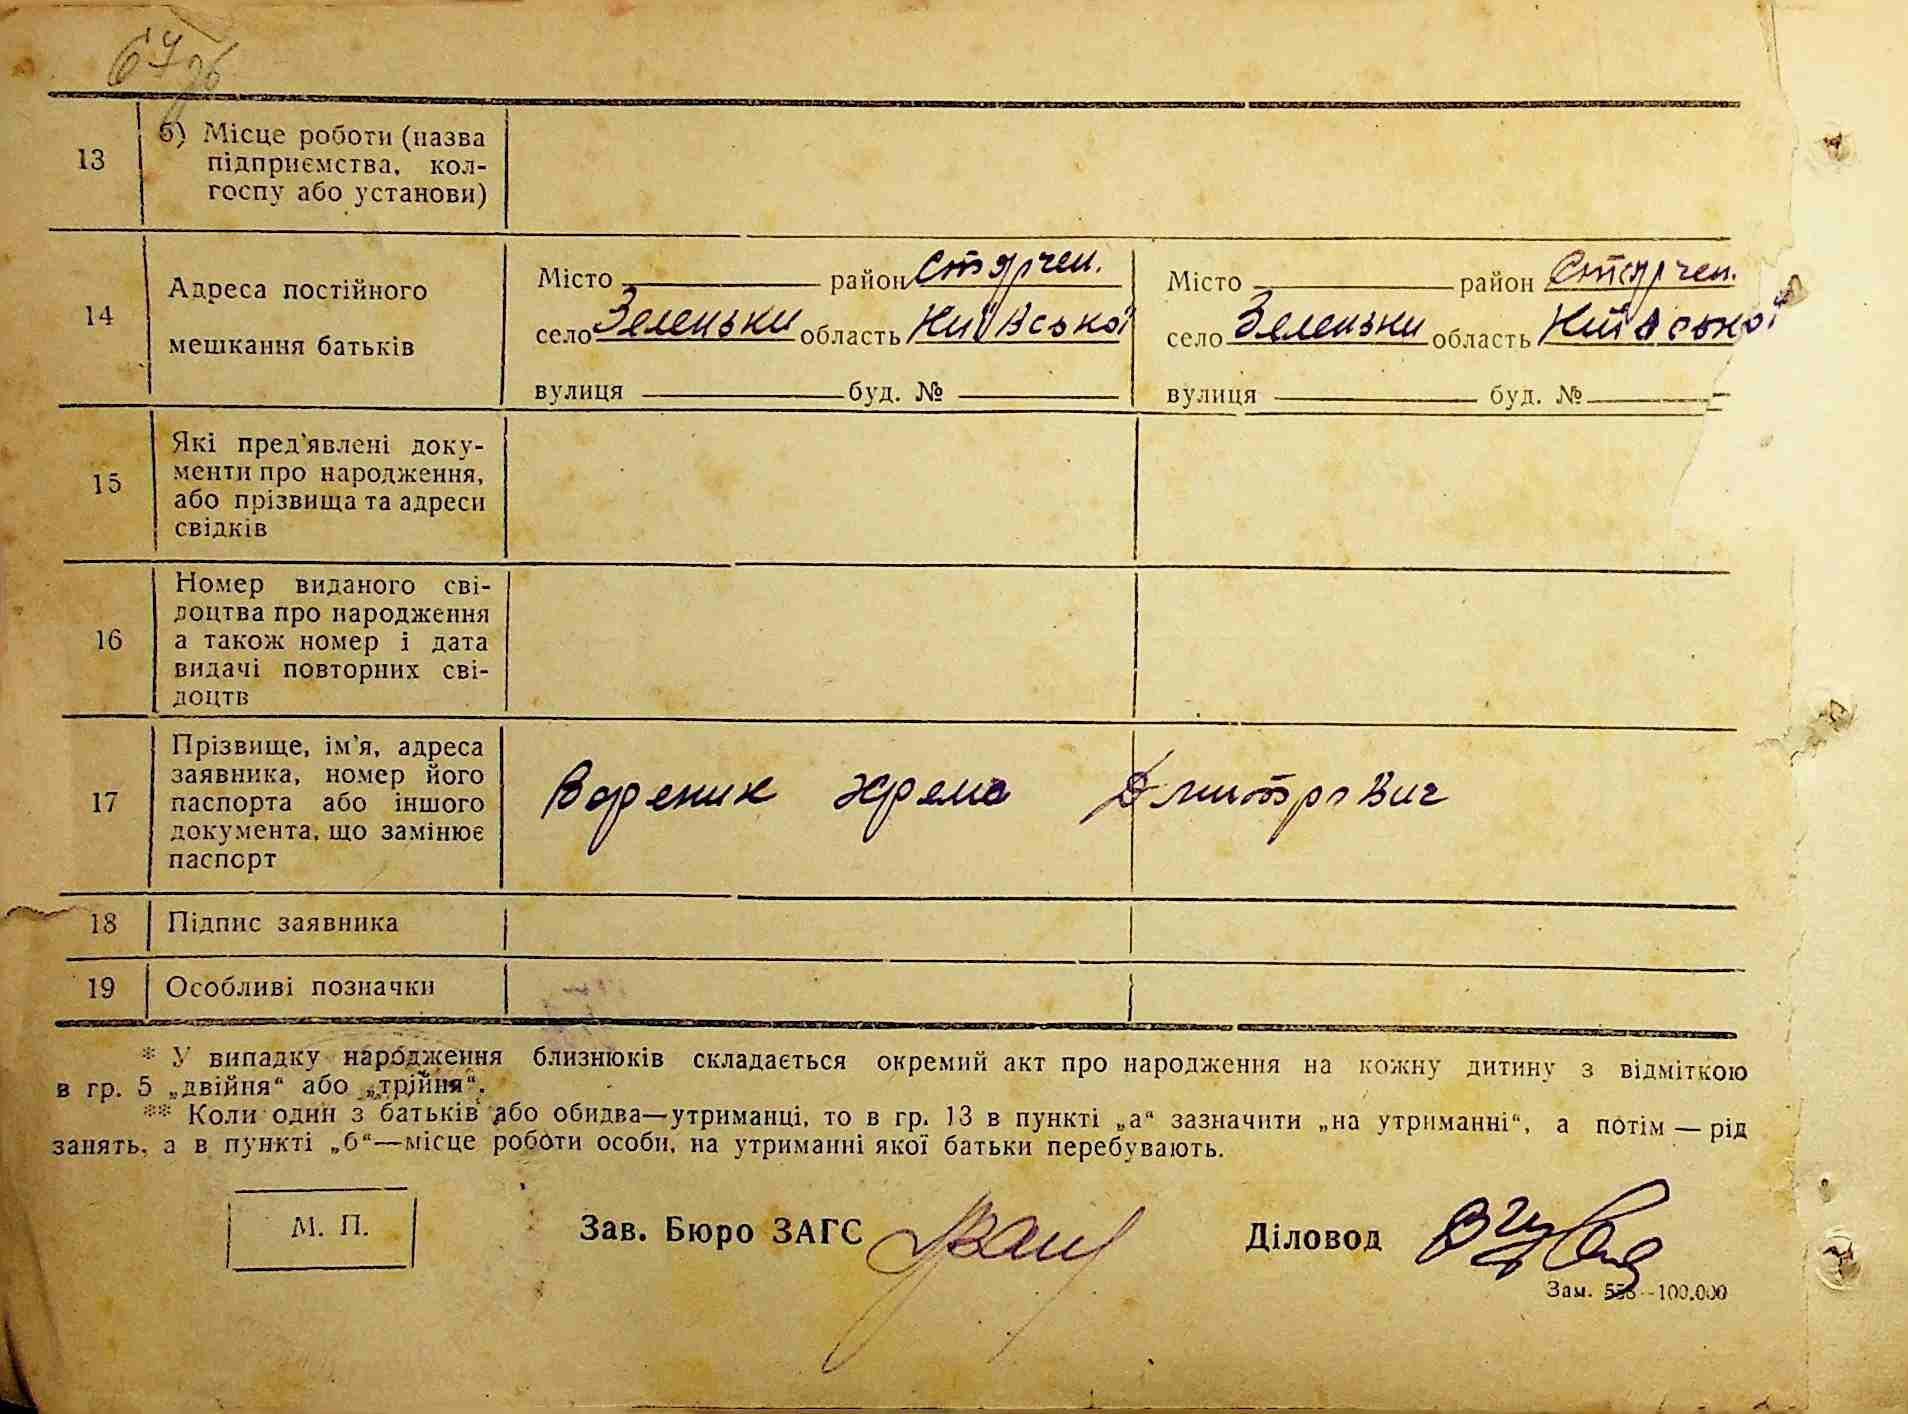 13 б) Місце роботи (назва
підприємства, кол-
госпу або установи)
14 Адреса постійного
мешкання батьків
Місто район Стярчен. Місто район Стярчен.
село Зеленьки область Київської село Зеленьки область Київської
вулиця буд. № вулиця буд. №
15 Які пред'явлені доку-
менти про народження,
або прізвища та адреси
свідків
16 Номер виданого сві-
доцтва про народження
а також номер і дата
видачі повторних сві-
доцтв
17 Прізвище, ім'я, адреса
заявника, номер його
паспорта або іншого
документа, що замінює
паспорт
Вареник Ярема Дмитрович
18 Підпис заявника
19 Особливі позначки
* У випадку народження близнюків складається окремий акт про народження на кожну дитину з відміткою
в гр. 5 „двійня“ або „трійня“.
** Коли один з батьків або обидва—утриманці, то в гр. 13 в пункті „а“ зазначити „на утриманні“, а потім — рід
занять, а в пункті „б“—місце роботи особи, на утриманні якої батьки перебувають.
М. П. Зав. Бюро ЗАГС Діловод
Зам. 558—100.000